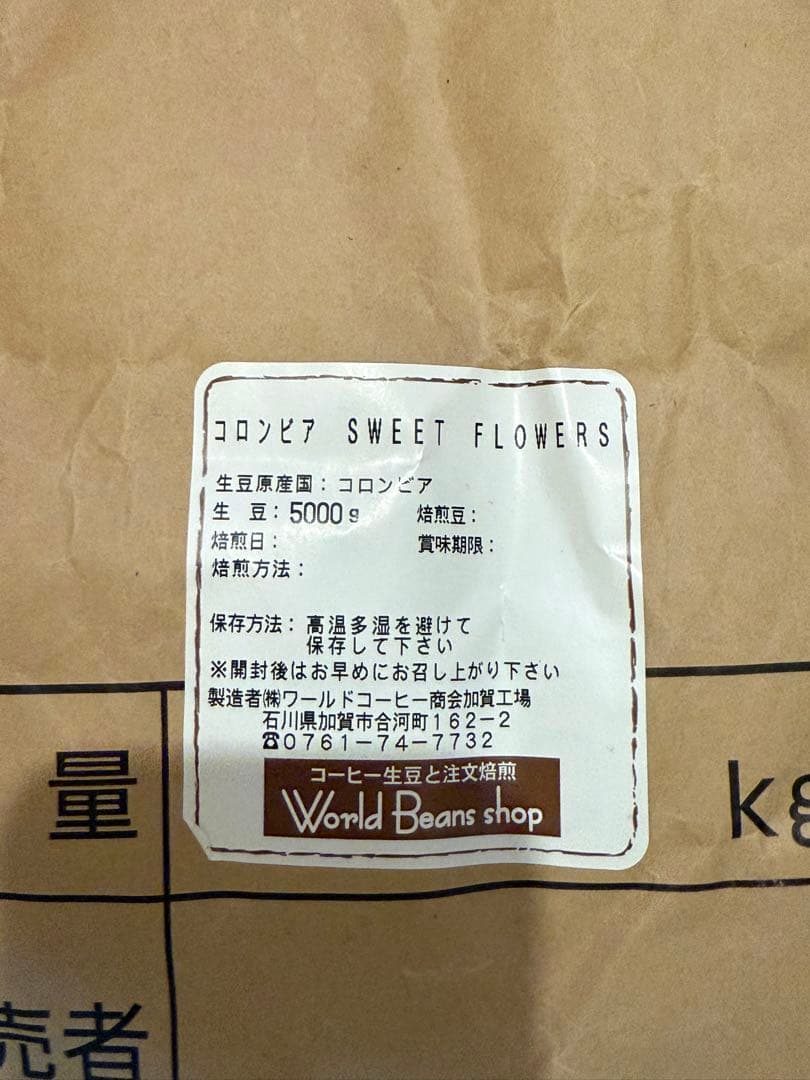 コロンビア SWEET FLOWERS
生豆原産国：コロンビア
生 豆：5000g 焙煎豆：
焙煎日： 賞味期限：
焙煎方法：
保存方法：高温多湿を避けて
保存して下さい
※開封後はお早めにお召し上がり下さい
製造者㈱ワールドコーヒー商会加賀工場
石川県加賀市合河町162-2
☎0761-74-7732
コーヒー生豆と注文焙煎
World Beans shop
量 kg
売者